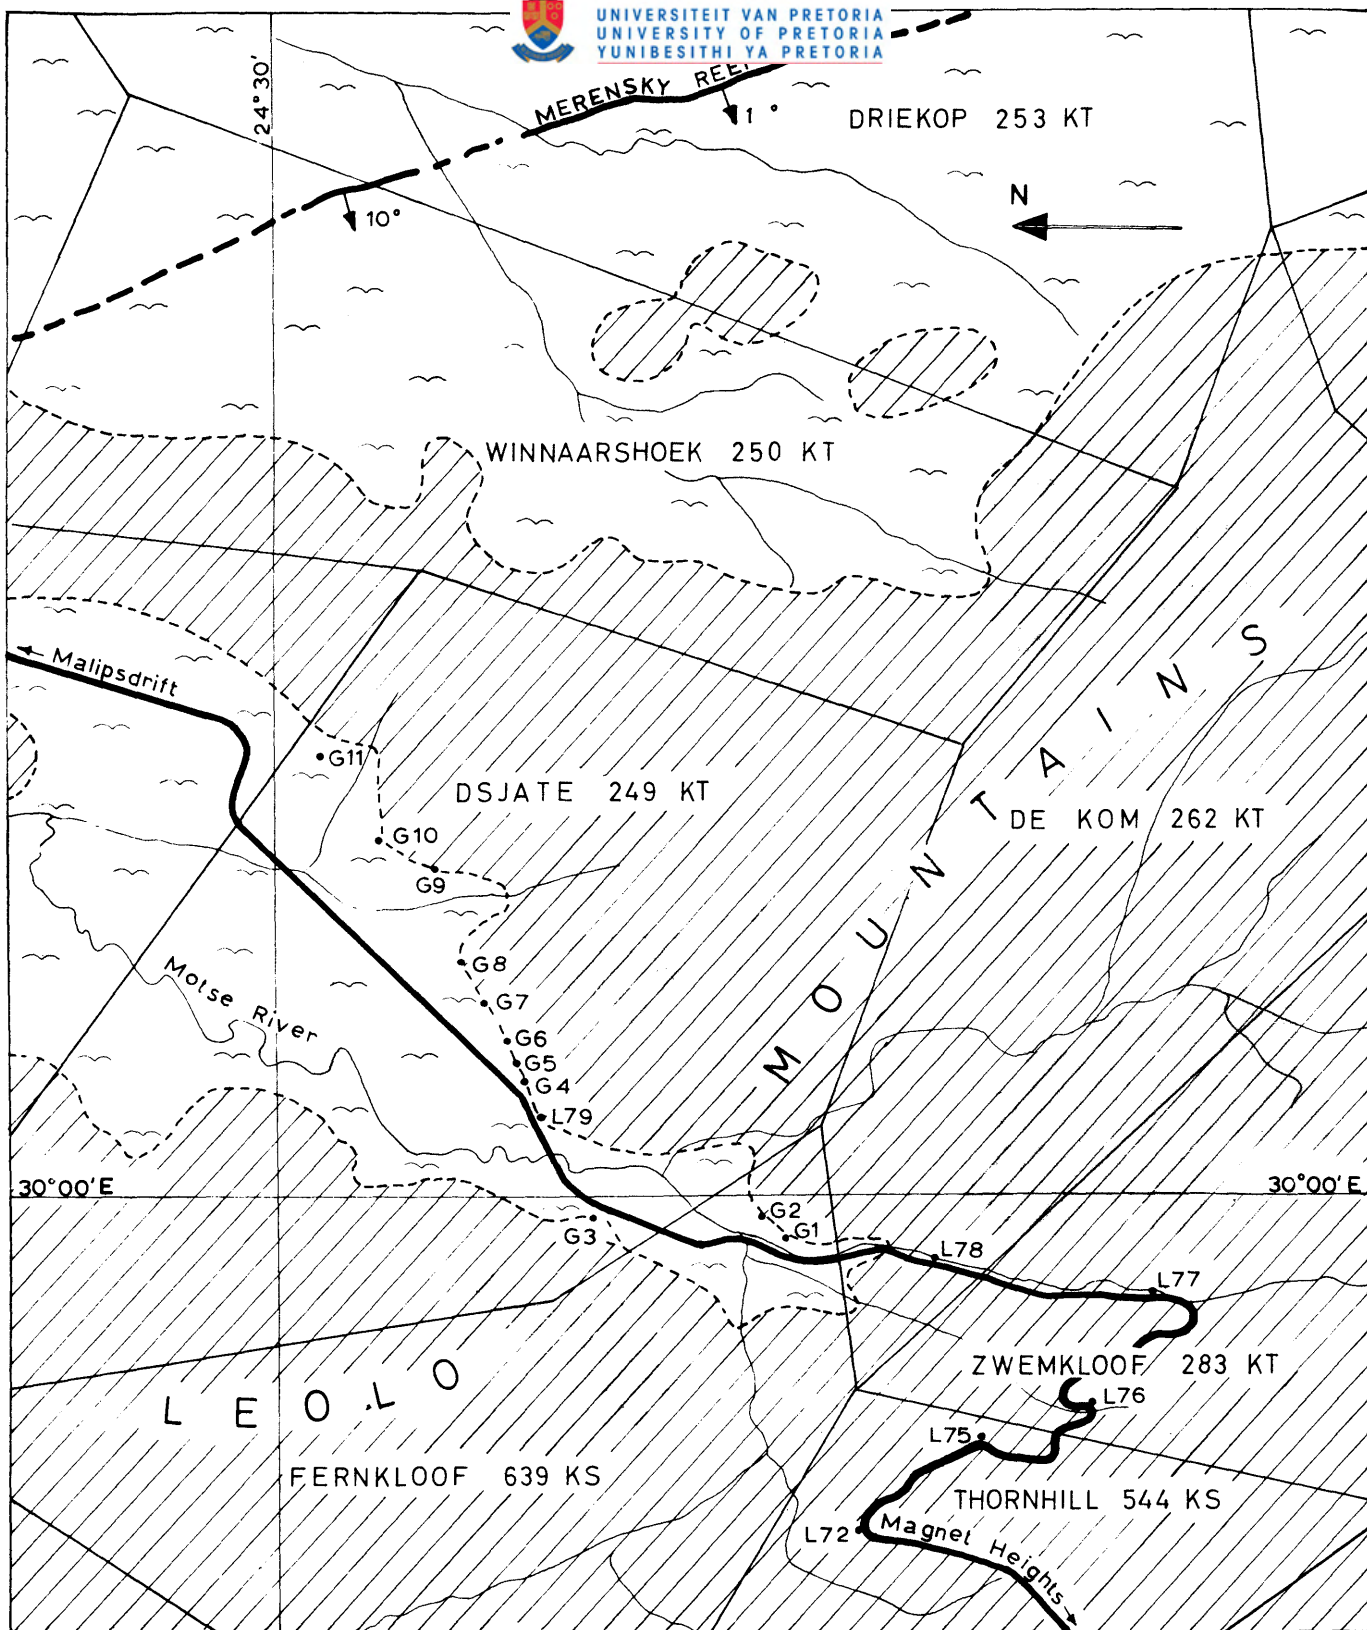 UNIVERSITEIT VAN PRETORIA
UNIVERSITY OF PRETORIA
YUNIBESITHI YA PRETORIA
24°30'
MERENSKY REEF
1°
DRIEKOP 253 KT
N
10°
WINNAARSHOEK 250 KT
Malipsdrift
G11
DSJATE 249 KT
DE KOM 262 KT
G10
G9
G8
Motse River
G7
G6
G5
G4
L79
MOUNTAINS
30°00'E
30°00'E
G2
G3
G1
L78
L77
ZWEMKLOOF 283 KT
LEOLO
L76
L75
FERNKLOOF 639 KS
THORNHILL 544 KS
L72
Magnet Heights